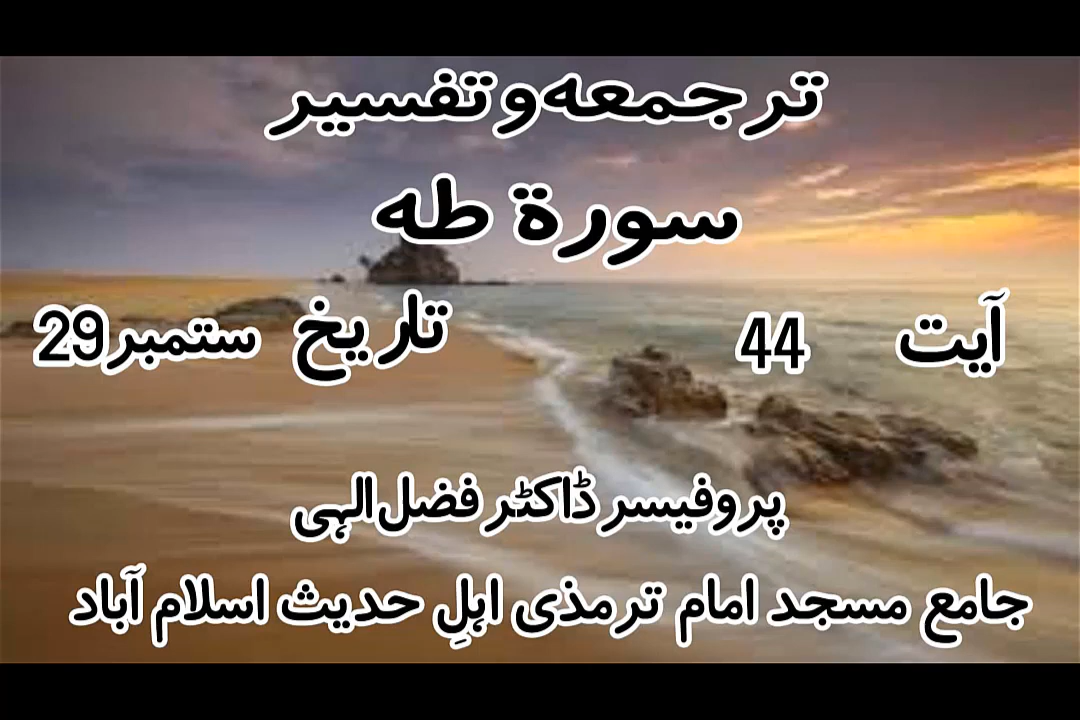 ترجمعہ وتفسیر
سورة طه
آیت 44 تاریخ ستمبر29
پروفیسر ڈاکٹر فضل الہی
جامع مسجد امام ترمذی اہلِ حدیث اسلام آباد